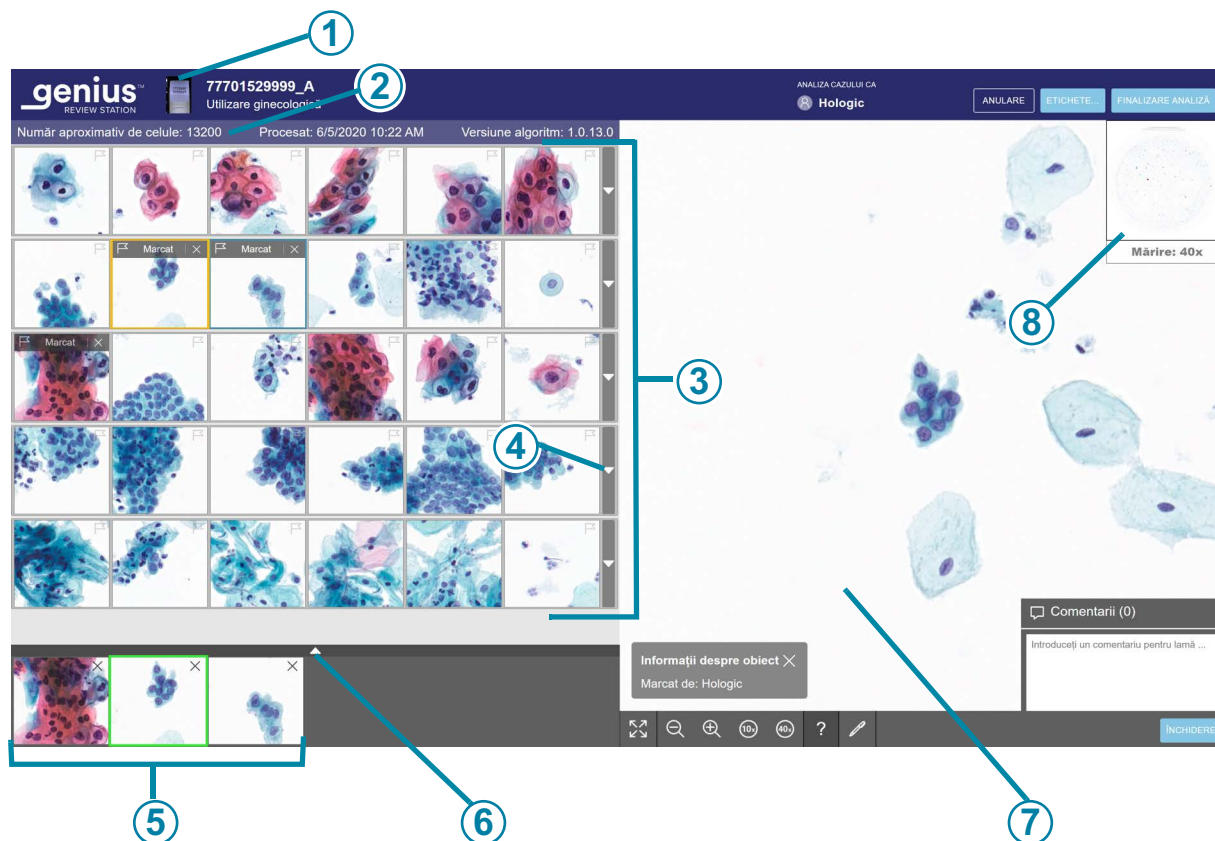 1
genius™
REVIEW STATION
77701529999_A
Utilizare ginecologică
2
ANALIZA CAZULUI CA
Hologic
ANULARE
ETICHETE...
FINALIZARE ANALIZĂ
Număr aproximativ de celule: 13200
Procesat: 6/5/2020 10:22 AM
Versiune algoritm: 1.0.13.0
Marcat
Marcat
Mărire: 40x
8
Marcat
3
4
Comentarii (0)
Introduceți un comentariu pentru lamă ...
Informații despre obiect
Marcat de: Hologic
10x
40x
?
ÎNCHIDERE
5
6
7